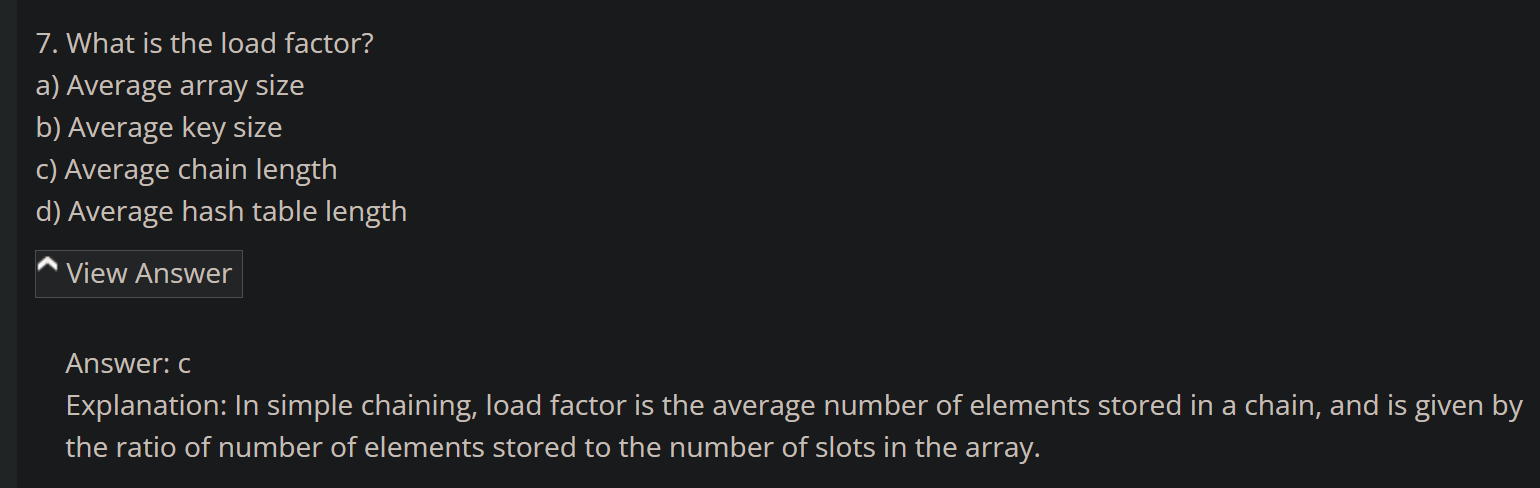 7. What is the load factor?
a) Average array size
b) Average key size
c) Average chain length
d) Average hash table length
View Answer
Answer: c
Explanation: In simple chaining, load factor is the average number of elements stored in a chain, and is given by
the ratio of number of elements stored to the number of slots in the array.